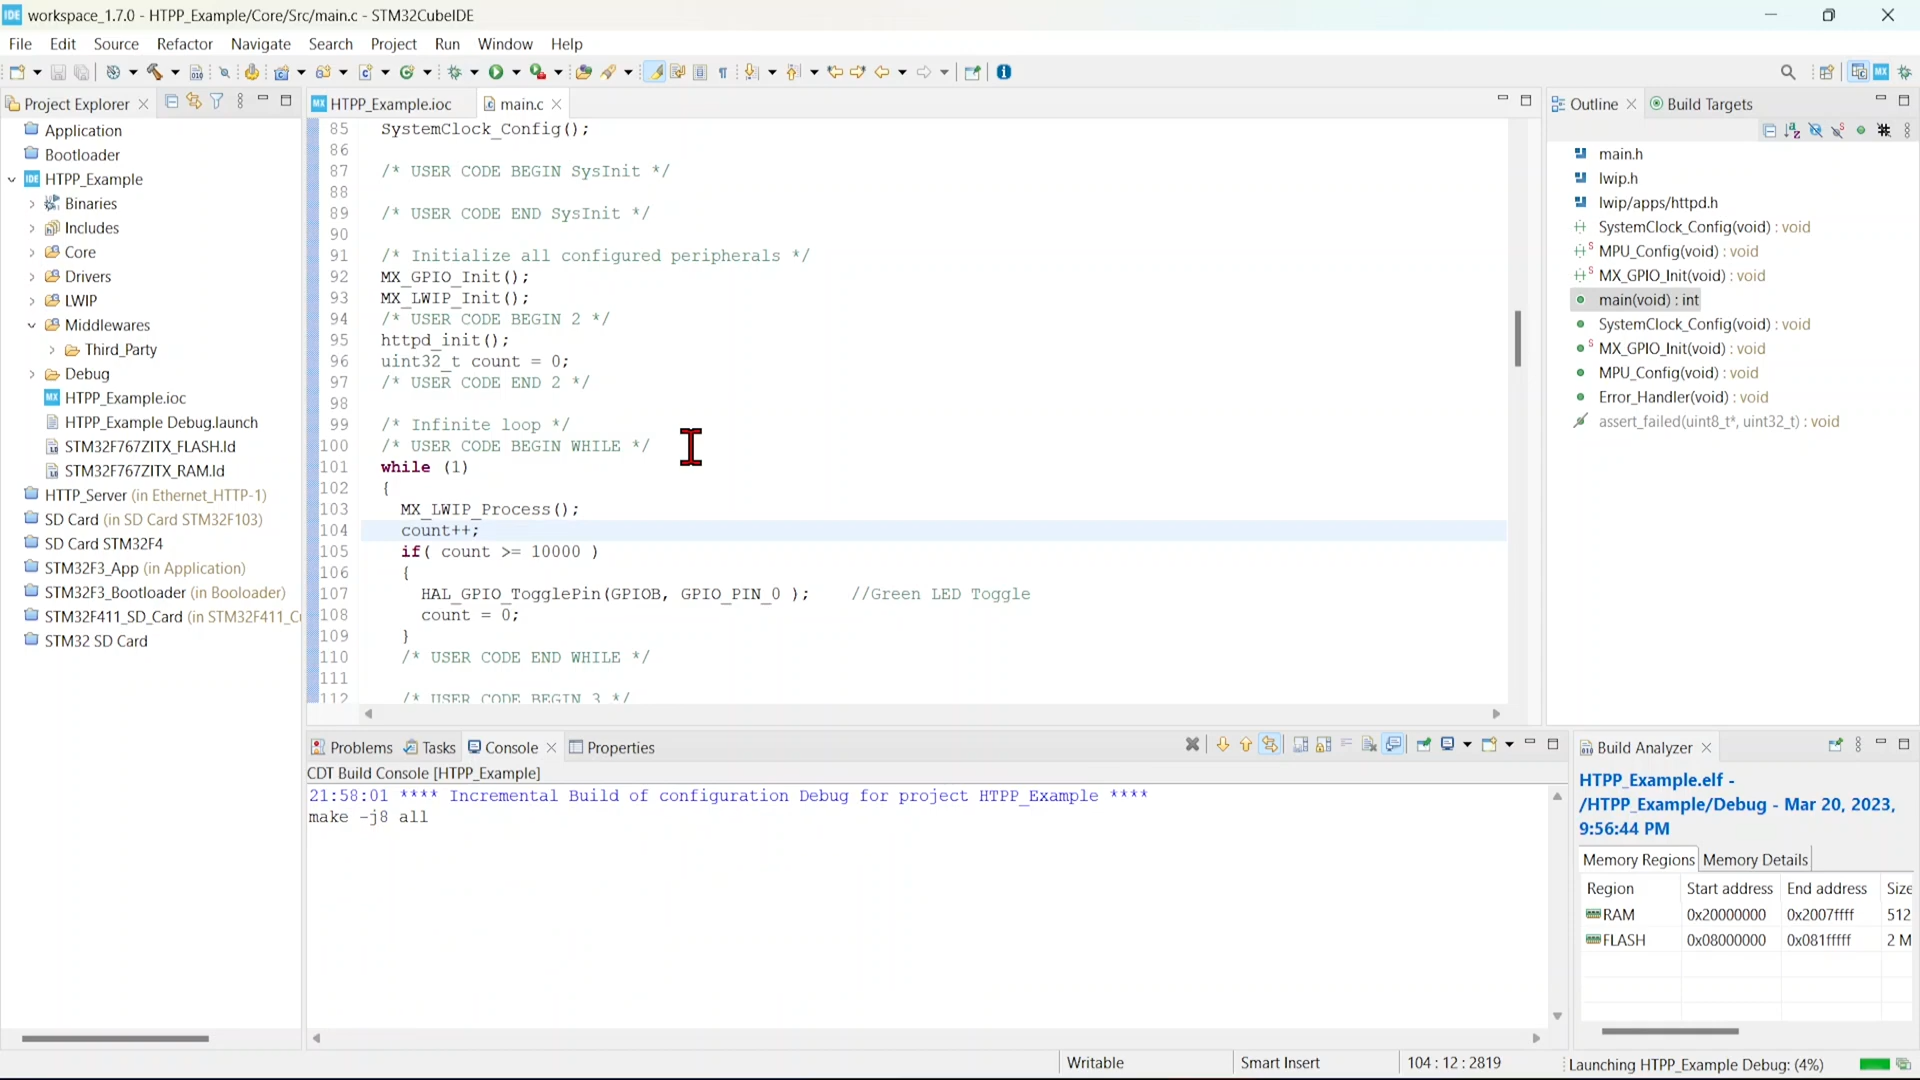 workspace_1.7.0 - HTPP_Example/Core/Src/main.c - STM32CubeIDE
File Edit Source Refactor Navigate Search Project Run Window Help
Project Explorer
Application
Bootloader
HTPP_Example
Binaries
Includes
Core
Drivers
LWIP
Middlewares
Third_Party
Debug
HTPP_Example.ioc
HTPP_Example Debug.launch
STM32F767ZITX_FLASH.ld
STM32F767ZITX_RAM.ld
HTTP_Server (in Ethernet_HTTP-1)
SD Card (in SD Card STM32F103)
SD Card STM32F4
STM32F3_App (in Application)
STM32F3_Bootloader (in Booloader)
STM32F411_SD_Card (in STM32F411_C
STM32 SD Card
HTPP_Example.ioc main.c
85 SystemClock_Config();
86
87 /* USER CODE BEGIN SysInit */
88
89 /* USER CODE END SysInit */
90
91 /* Initialize all configured peripherals */
92 MX_GPIO_Init();
93 MX_LWIP_Init();
94 /* USER CODE BEGIN 2 */
95 httpd_init();
96 uint32_t count = 0;
97 /* USER CODE END 2 */
98
99 /* Infinite loop */
100 /* USER CODE BEGIN WHILE */
101 while (1)
102 {
103 MX_LWIP_Process();
104 count++;
105 if( count >= 10000 )
106 {
107 HAL_GPIO_TogglePin(GPIOB, GPIO_PIN_0 ); //Green LED Toggle
108 count = 0;
109 }
110 /* USER CODE END WHILE */
111
112 /* USER CODE BEGIN 3 */
Outline Build Targets
main.h
lwip.h
lwip/apps/httpd.h
SystemClock_Config(void) : void
MPU_Config(void) : void
MX_GPIO_Init(void) : void
main(void) : int
SystemClock_Config(void) : void
MX_GPIO_Init(void) : void
MPU_Config(void) : void
Error_Handler(void) : void
assert_failed(uint8_t*, uint32_t) : void
Problems Tasks Console Properties
CDT Build Console [HTPP_Example]
21:58:01 **** Incremental Build of configuration Debug for project HTPP_Example ****
make -j8 all
Build Analyzer
HTPP_Example.elf -
/HTPP_Example/Debug - Mar 20, 2023,
9:56:44 PM
Memory Regions Memory Details
Region Start address End address Size
RAM 0x20000000 0x2007ffff 512
FLASH 0x08000000 0x081fffff 2 M
Writable Smart Insert 104 : 12 : 2819 Launching HTPP_Example Debug: (4%)